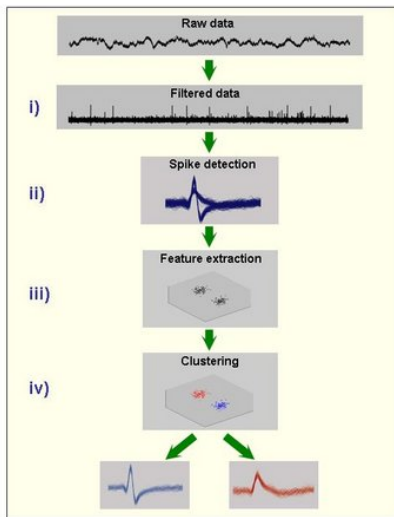 Raw data
Filtered data
i)
Spike detection
ii)
Feature extraction
iii)
Clustering
iv)